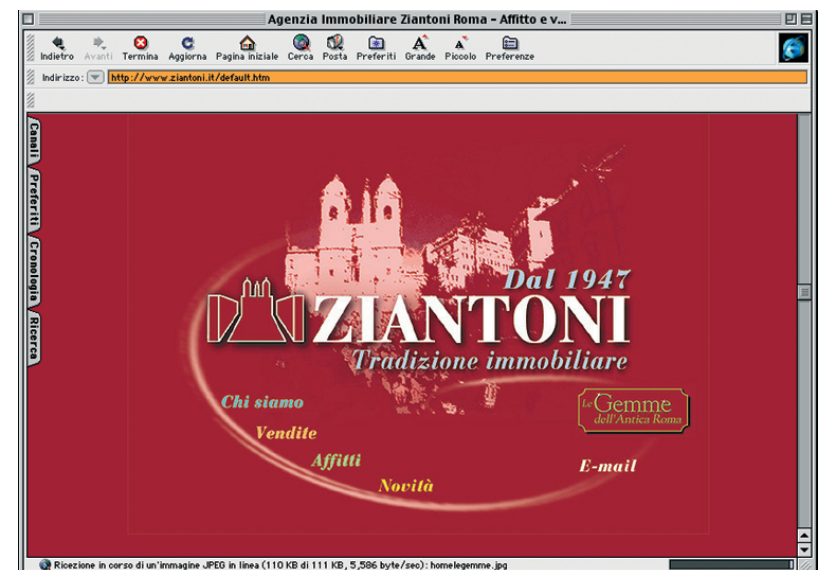 Agenzia Immobiliare Ziantoni Roma - Affitto e v...
Indietro Avanti Termina Aggiorna Pagina iniziale Cerca Posta Preferiti Grande Piccolo Preferenze
Indirizzo: http://www.ziantoni.it/default.htm
Canali
Preferiti
Cronologia
Ricerca
Dal 1947
ZIANTONI
Tradizione immobiliare
Chi siamo
Vendite
Affitti
Novità
Le Gemme
dell'Antica Roma
E-mail
Ricezione in corso di un'immagine JPEG in linea (110 KB di 111 KB, 5,586 byte/sec): homelegemme.jpg